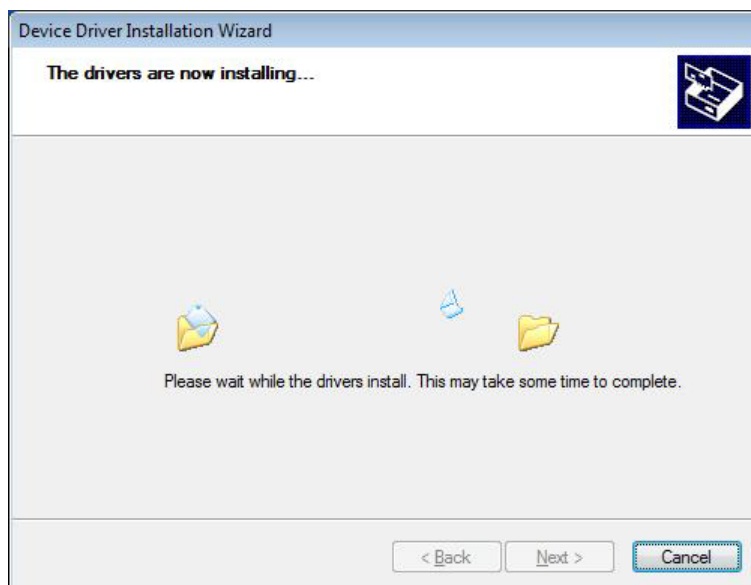 Device Driver Installation Wizard
The drivers are now installing...
Please wait while the drivers install. This may take some time to complete.
< Back Next > Cancel